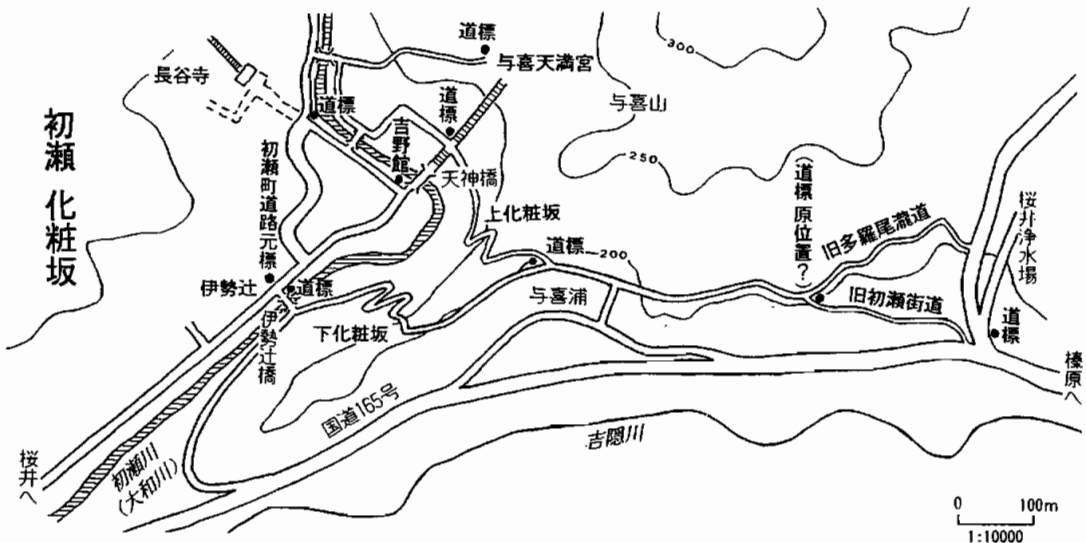 初瀬 化粧坂
長谷寺
道標
与喜天満宮
300
与喜山
250
道標
道標
吉野館
天神橋
初瀬町道路元標
上化粧坂
道標
200
(道標 原位置?)
旧多羅尾瀧道
桜井浄水場
伊勢辻
道標
与喜浦
旧初瀬街道
伊勢辻橋
下化粧坂
道標
榛原へ
国道165号
吉隠川
桜井へ
初瀬川
(大和川)
0 100m
1:10000